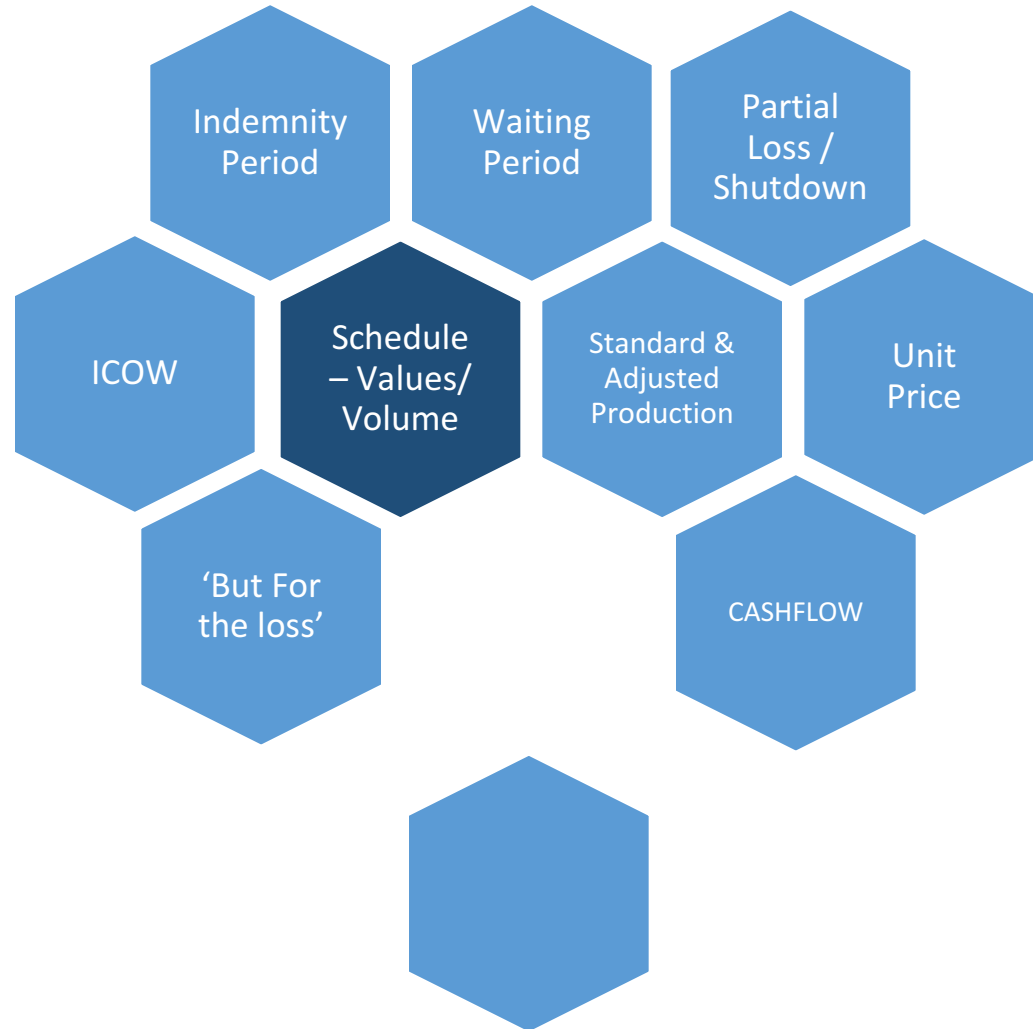 Indemnity
Period
Waiting
Period
Partial
Loss /
Shutdown
ICOW
Schedule
– Values/
Volume
Standard &
Adjusted
Production
Unit
Price
‘But For
the loss’
CASHFLOW